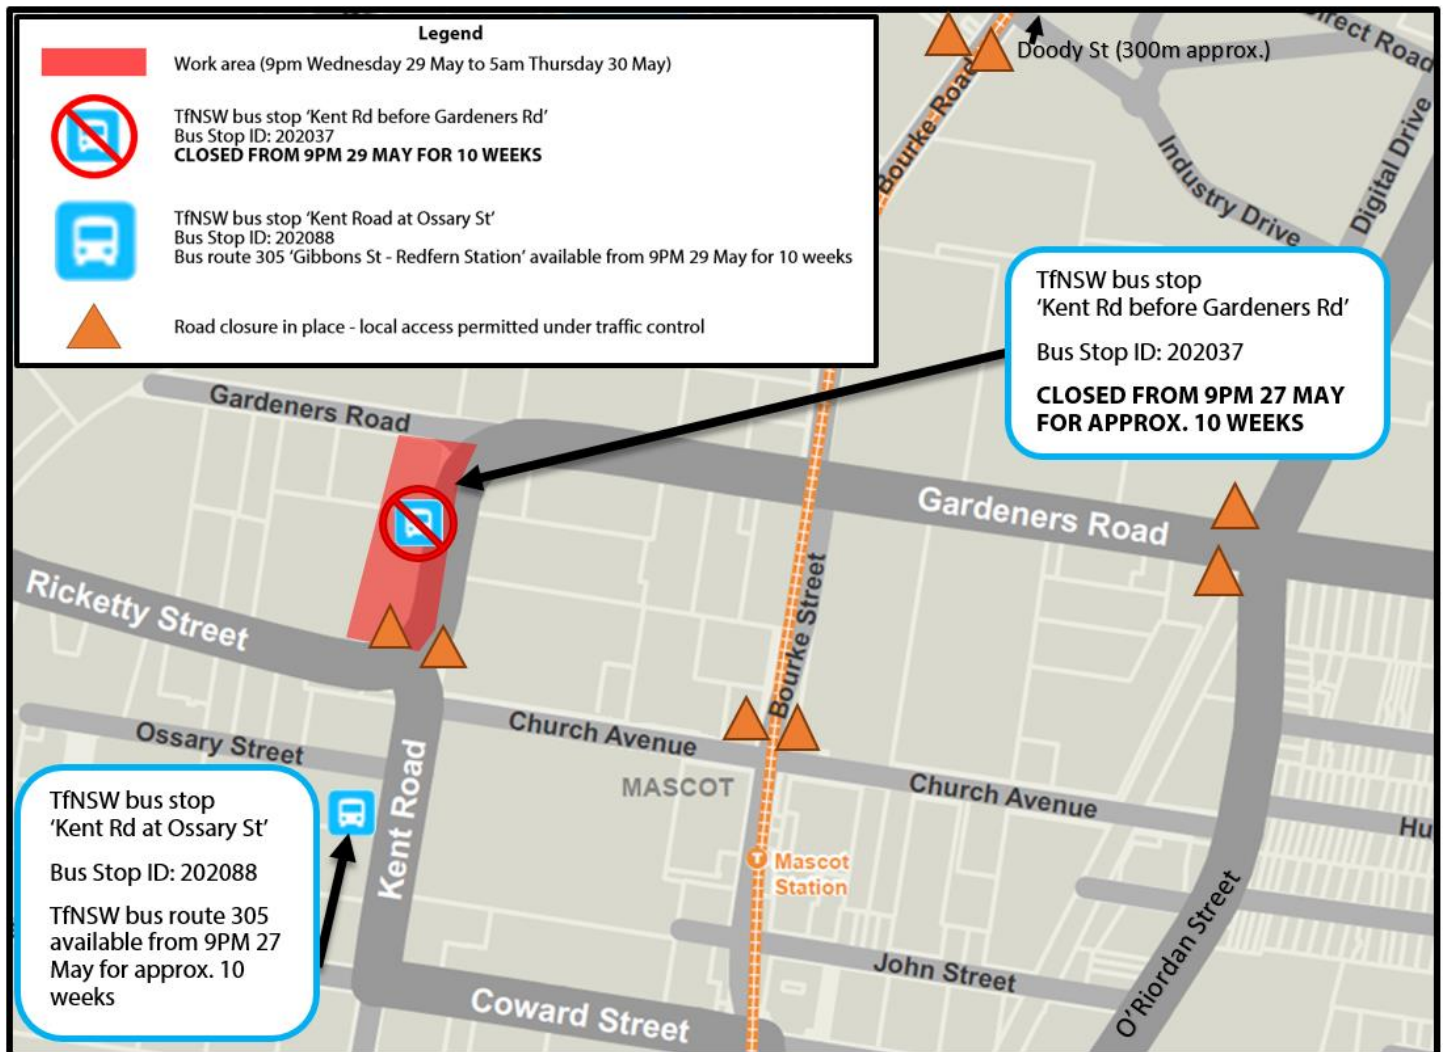 Legend
Work area (9pm Wednesday 29 May to 5am Thursday 30 May)
TfNSW bus stop ‘Kent Rd before Gardeners Rd’
Bus Stop ID: 202037
CLOSED FROM 9PM 29 MAY FOR 10 WEEKS
TfNSW bus stop ‘Kent Road at Ossary St’
Bus Stop ID: 202088
Bus route 305 ‘Gibbons St - Redfern Station’ available from 9PM 29 May for 10 weeks
Road closure in place - local access permitted under traffic control
Doody St (300m approx.)
Direct Road
Bourke Road
Industry Drive
Digital Drive
TfNSW bus stop
‘Kent Rd before Gardeners Rd’
Bus Stop ID: 202037
CLOSED FROM 9PM 27 MAY
FOR APPROX. 10 WEEKS
Gardeners Road
Gardeners Road
Ricketty Street
Bourke Street
Ossary Street
Church Avenue
MASCOT
Church Avenue
Kent Road
Hu
TfNSW bus stop
‘Kent Rd at Ossary St’
Bus Stop ID: 202088
TfNSW bus route 305
available from 9PM 27
May for approx. 10
weeks
T
Mascot
Station
John Street
O'Riordan Street
Coward Street